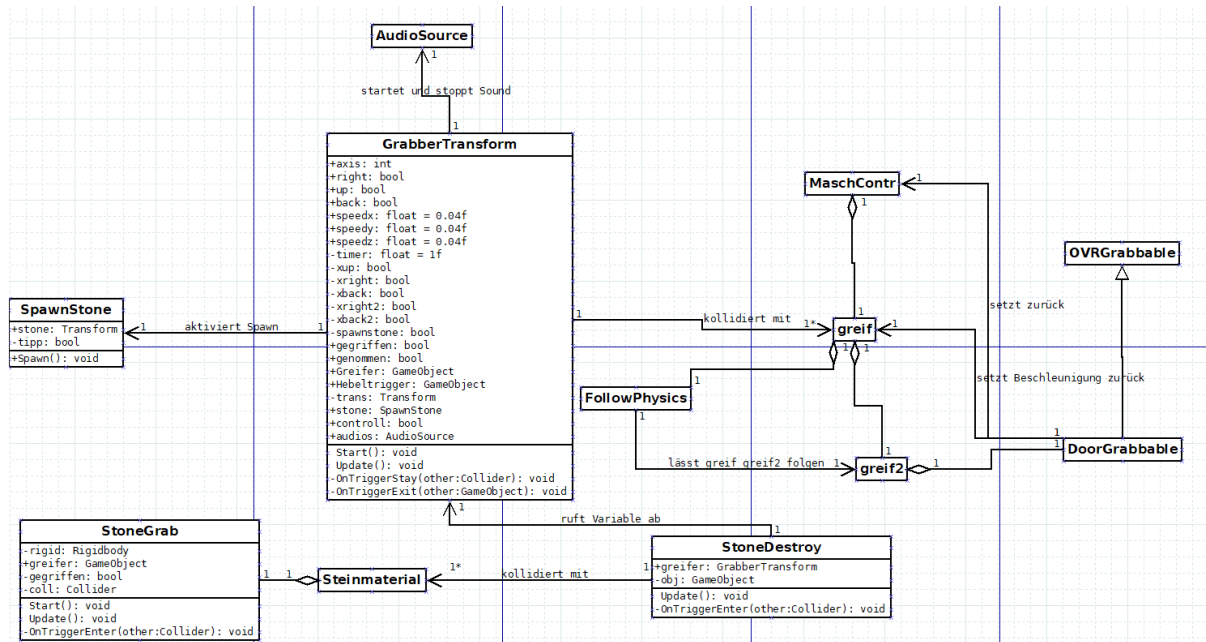 AudioSource
1
startet und stoppt Sound
1
GrabberTransform
+axis: int
+right: bool
+up: bool
+back: bool
+speedx: float = 0.04f
+speedy: float = 0.04f
+speedz: float = 0.04f
-timer: float = 1f
-xup: bool
-xright: bool
-xback: bool
-xright2: bool
-xback2: bool
-spawnstone: bool
+gegriffen: bool
+genommen: bool
+Greifer: GameObject
+Hebeltrigger: GameObject
-trans: Transform
+stone: SpawnStone
+controll: bool
+audios: AudioSource
Start(): void
Update(): void
-OnTriggerStay(other:Collider): void
-OnTriggerExit(other:GameObject): void
SpawnStone
+stone: Transform
-tipp: bool
+Spawn(): void
1
aktiviert Spawn
1
1
kollidiert mit
1*
MaschContr
1
1
1
greif
1
1
1
OVRGrabbable
setzt zurück
setzt Beschleunigung zurück
FollowPhysics
1
1
lässt greif greif2 folgen
1
1
greif2
1
1
1
DoorGrabbable
1
ruft Variable ab
1
StoneGrab
-rigid: Rigidbody
+greifer: GameObject
-gegriffen: bool
-coll: Collider
Start(): void
Update(): void
-OnTriggerEnter(other:Collider): void
1
1
Steinmaterial
1*
kollidiert mit
1
StoneDestroy
+greifer: GrabberTransform
-obj: GameObject
Update(): void
-OnTriggerEnter(other:Collider): void